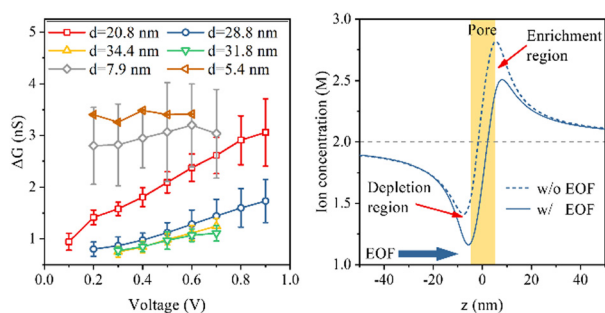 d=20.8 nm d=28.8 nm
d=34.4 nm d=31.8 nm
d=7.9 nm d=5.4 nm
ΔG (nS)
5
4
3
2
1
0.0 0.2 0.4 0.6 0.8 1.0
Voltage (V)
Pore
Enrichment
region
Depletion
region
w/o EOF
w/ EOF
EOF
Ion concentration (M)
3.0
2.5
2.0
1.5
1.0
-40 -20 0 20 40
z (nm)